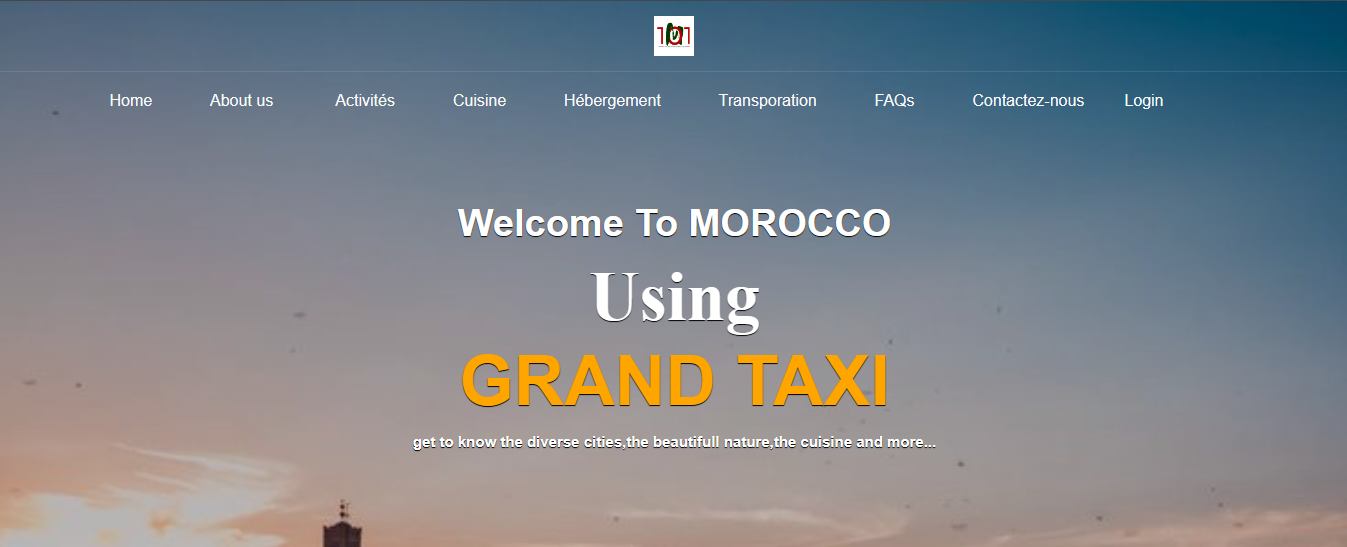 Home About us Activités Cuisine Hébergement Transporation FAQs Contactez-nous Login
Welcome To MOROCCO
Using
GRAND TAXI
get to know the diverse cities,the beautifull nature,the cuisine and more...